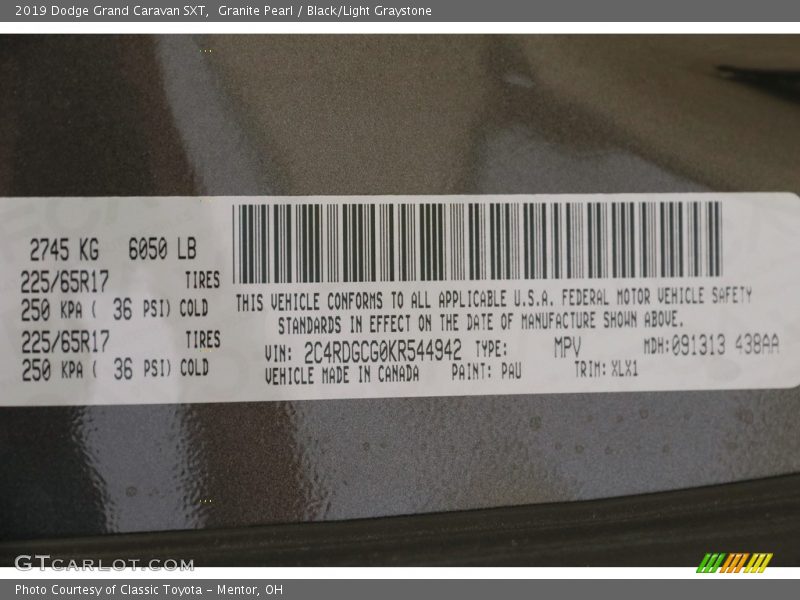 2019 Dodge Grand Caravan SXT, Granite Pearl / Black/Light Graystone
2745 KG 6050 LB
225/65R17 TIRES
250 KPA ( 36 PSI) COLD
225/65R17 TIRES
250 KPA ( 36 PSI) COLD
THIS VEHICLE CONFORMS TO ALL APPLICABLE U.S.A. FEDERAL MOTOR VEHICLE SAFETY
STANDARDS IN EFFECT ON THE DATE OF MANUFACTURE SHOWN ABOVE.
VIN: 2C4RDGCG0KR544942 TYPE: MPV MDH:091313 438AA
VEHICLE MADE IN CANADA PAINT: PAU TRIM: XLX1
GTCARLOT.COM
Photo Courtesy of Classic Toyota - Mentor, OH